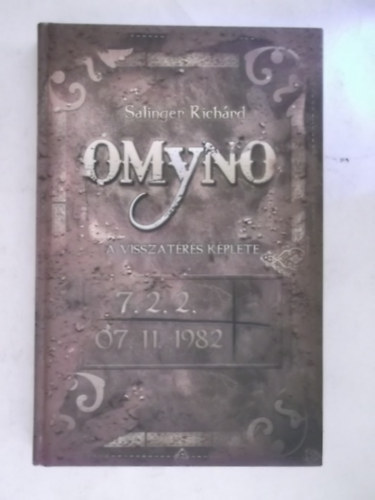 Salinger Richárd
OMyNO
A VISSZATÉRÉS KÉPLETE
7. 2. 2.
07. 11. 1982